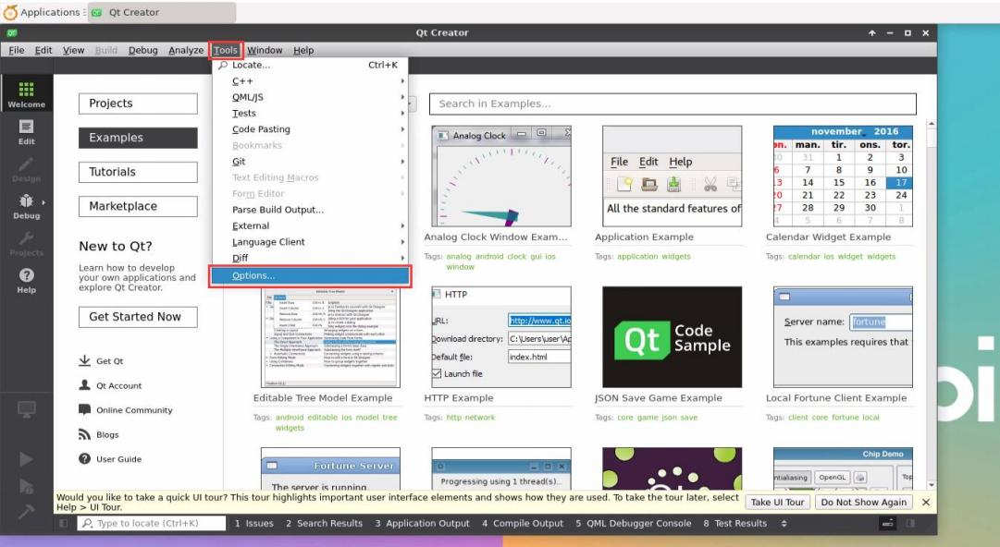 Applications
Qt Creator
Qt Creator
File Edit View Build Debug Analyze Tools Window Help
Locate... Ctrl+K
C++
QML/JS
Tests
Code Pasting
Bookmarks
Git
Text Editing Macros
Form Editor
Parse Build Output...
External
Language Client
Diff
Options...
Welcome
Edit
Design
Debug
Projects
Help
Projects
Examples
Tutorials
Marketplace
New to Qt?
Learn how to develop
your own applications and
explore Qt Creator.
Get Started Now
Get Qt
Qt Account
Online Community
Blogs
User Guide
Search in Examples...
Analog Clock
Analog Clock Window Exam...
Tags: analog android clock gui ios
window
File Edit Help
All the standard features of
Application Example
Tags: application widgets
november, 2016
man. tir. ons. tor.
31 1 2 3
7 8 9 10
14 15 16 17
21 22 23 24
28 29 30 1
5 6 7 8
Calendar Widget Example
Tags: calendar ios widget widgets
Editable Tree Model Example
Tags: android editable ios model tree
widgets
HTTP
URL: http://www.qt.io
Download directory: C:\Users\user\Ap
Default file: index.html
Launch file
HTTP Example
Tags: http network
Qt Code
Sample
JSON Save Game Example
Tags: core game json save
Server name: fortune
This examples requires that
Local Fortune Client Example
Tags: client core fortune local
Fortune Server
The server is running.
Progressing using 1 thread(s)...
Chip Demo
ntialiasing OpenGL Top
Would you like to take a quick UI tour? This tour highlights important user interface elements and shows how they are used. To take the tour later, select
Help > UI Tour.
Take UI Tour
Do Not Show Again
Type to locate (Ctrl+K)
1 Issues 2 Search Results 3 Application Output 4 Compile Output 5 QML Debugger Console 8 Test Results